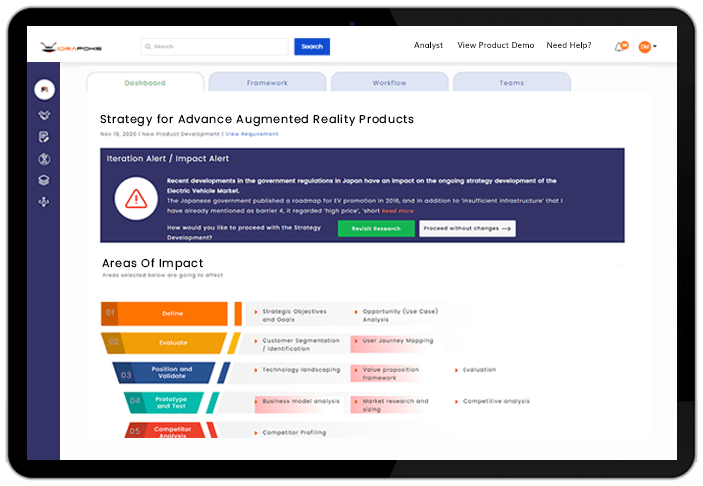 IDEAPOKE
Search
Search
Analyst
View Product Demo
Need Help?
DM
Dashboard
Framework
Workflow
Teams
Strategy for Advance Augmented Reality Products
Nov 19, 2020 | New Product Development | View Requirement
Iteration Alert / Impact Alert
Recent developments in the government regulations in Japan have an impact on the ongoing strategy development of the
Electric Vehicle Market.
The Japanese government published a roadmap for EV promotion in 2016, and in addition to 'insufficient infrastructure' that I
have already mentioned as barrier 4, it regarded 'high price', 'short Read more
How would you like to proceed with the Strategy
Development?
Revisit Research
Proceed without changes
Areas Of Impact
Areas selected below are going to affect
01
Define
Strategic Objectives
and Goals
Opportunity (Use Case)
Analysis
02
Evaluate
Customer Segmentation
/ Identification
User Journey Mapping
03
Position and
Validate
Technology landscaping
Value proposition
framework
Evaluation
04
Prototype
and Test
Business model analysis
Market research and
sizing
Competitive analysis
05
Competitor
Analysis
Competitor Profiling